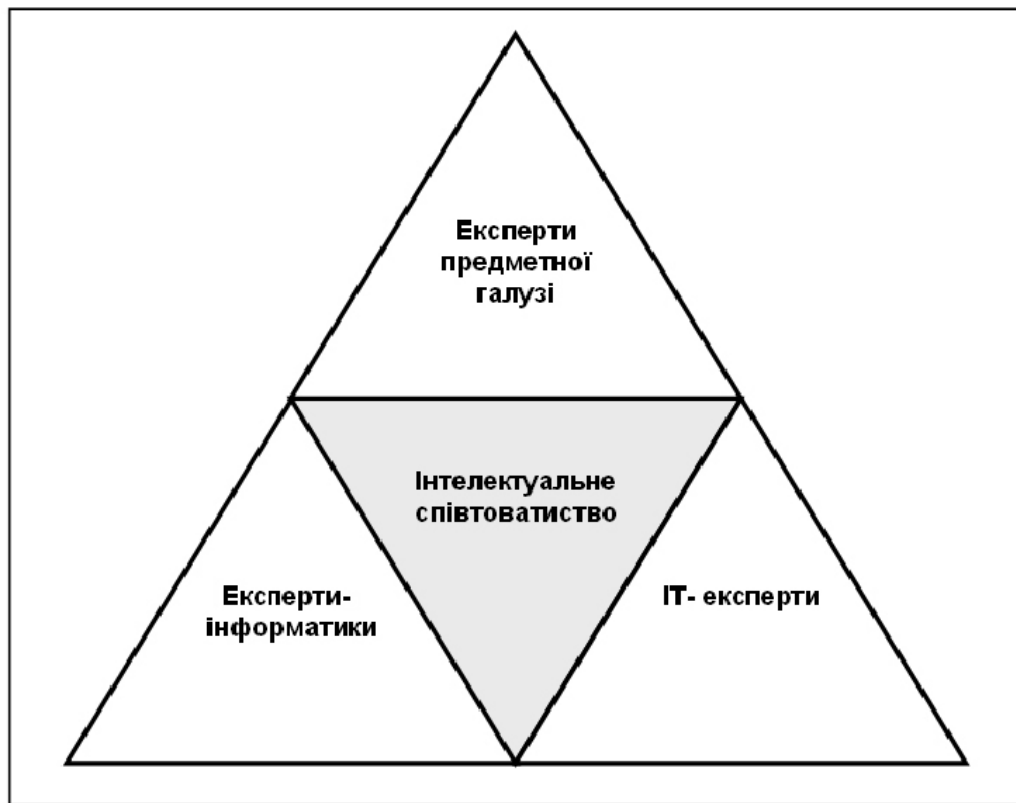 Експерти
предметної
галузі
Інтелектуальне
співтоватиство
Експерти-
інформатики
ІТ- експерти